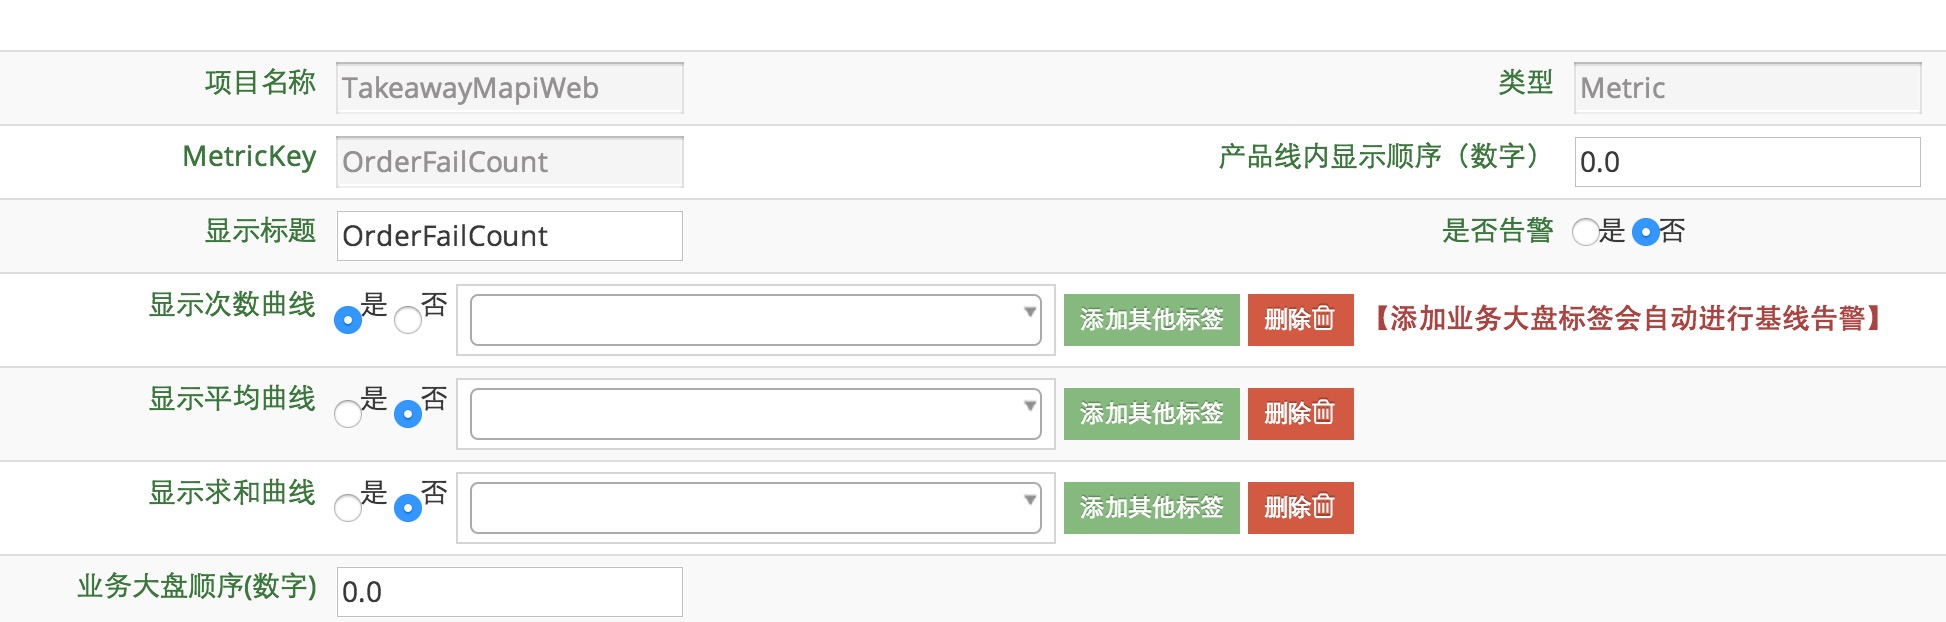 项目名称 TakeawayMapiWeb 类型 Metric
MetricKey OrderFailCount 产品线内显示顺序（数字） 0.0
显示标题 OrderFailCount 是否告警 是 否
显示次数曲线 是 否 添加其他标签 删除 【添加业务大盘标签会自动进行基线告警】
显示平均曲线 是 否 添加其他标签 删除
显示求和曲线 是 否 添加其他标签 删除
业务大盘顺序(数字) 0.0